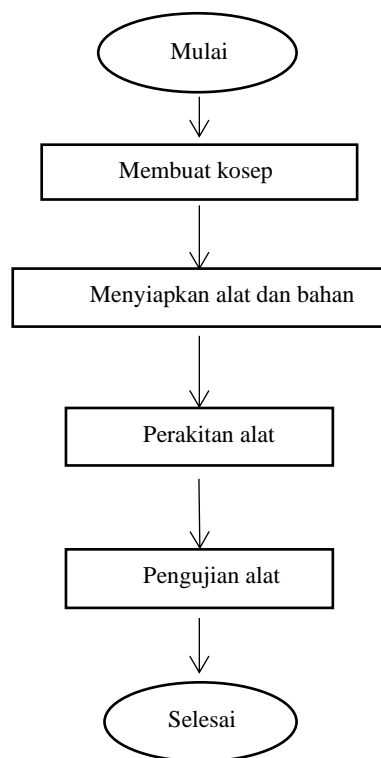 Mulai
Membuat kosep
Menyiapkan alat dan bahan
Perakitan alat
Pengujian alat
Selesai